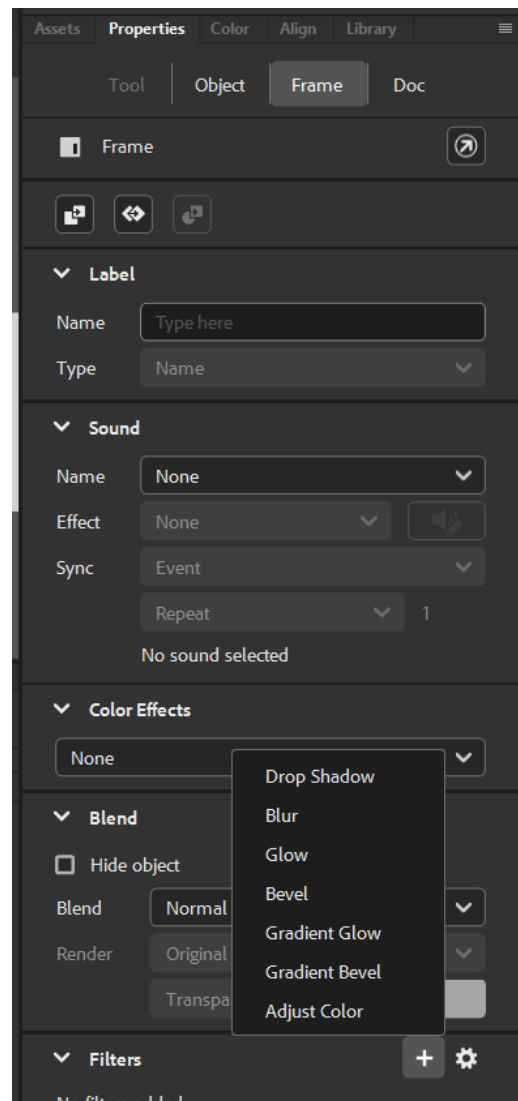 Assets Properties Color Align Library
Tool Object Frame Doc
Frame
Label
Name Type here
Type Name
Sound
Name None
Effect None
Sync Event
Repeat 1
No sound selected
Color Effects
None
Drop Shadow
Blur
Glow
Bevel
Gradient Glow
Gradient Bevel
Adjust Color
Blend
Hide object
Blend Normal
Render Original
Transpa
Filters